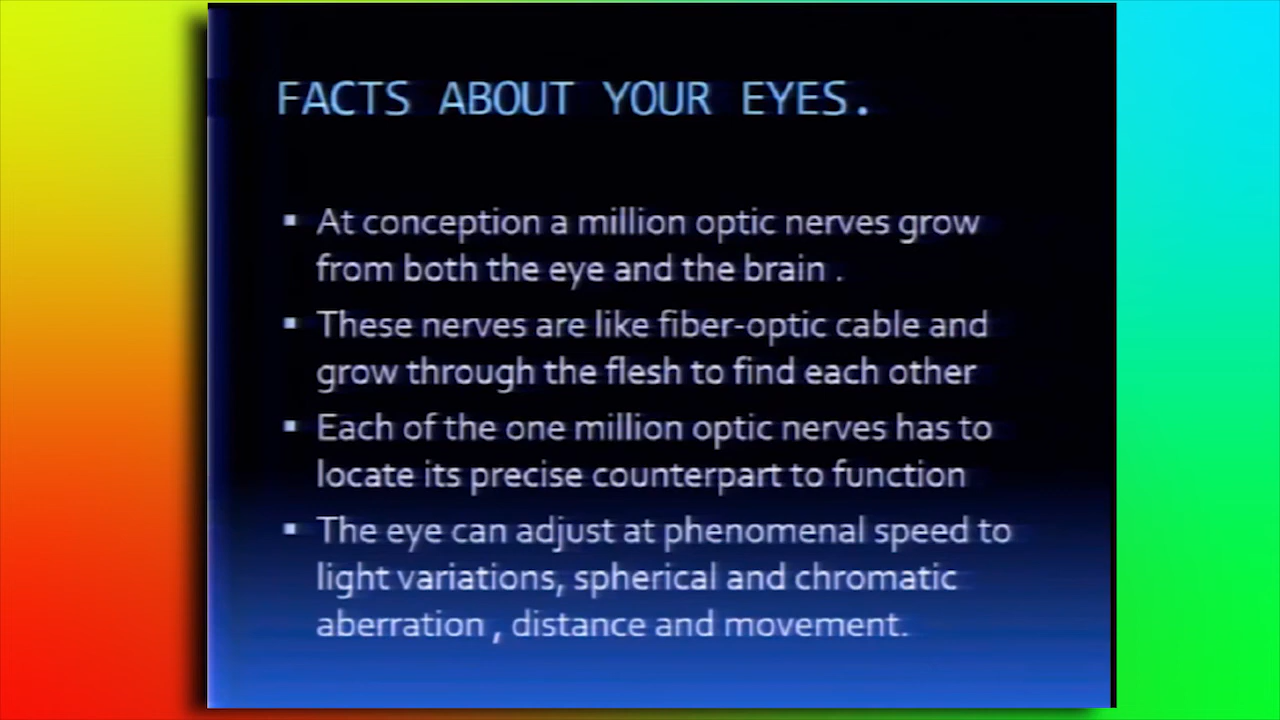 FACTS ABOUT YOUR EYES.
▪ At conception a million optic nerves grow
from both the eye and the brain .
▪ These nerves are like fiber-optic cable and
grow through the flesh to find each other
▪ Each of the one million optic nerves has to
locate its precise counterpart to function
▪ The eye can adjust at phenomenal speed to
light variations, spherical and chromatic
aberration , distance and movement.